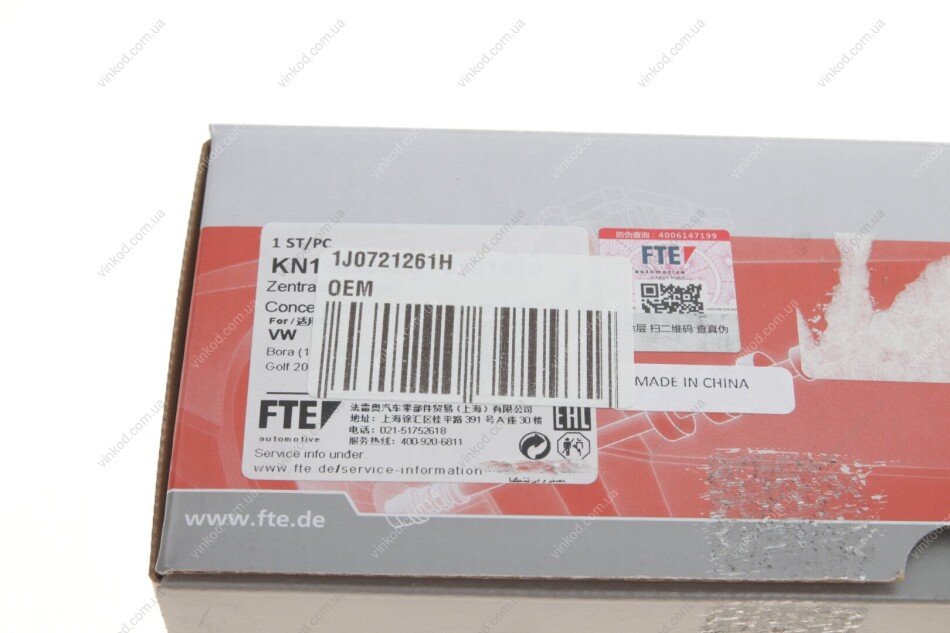 1 ST/PC
KN1
Zentra
Conce
For / 适用
VW
Bora (1
Golf 20
1J0721261H
OEM
防伪查询: 4006147199
FTE
automotive
a Valeo brand
涂层 扫二维码 查真伪
MADE IN CHINA
FTE
automotive
法雷奥汽车零部件贸易 (上海) 有限公司
地址: 上海徐汇区桂平路 391 号 A 座 30 楼
电话: 021-51752618
服务热线: 400-920-6811
EAC
Service info under:
www.fte.de/service-information
www.fte.de
vinkod.com.ua